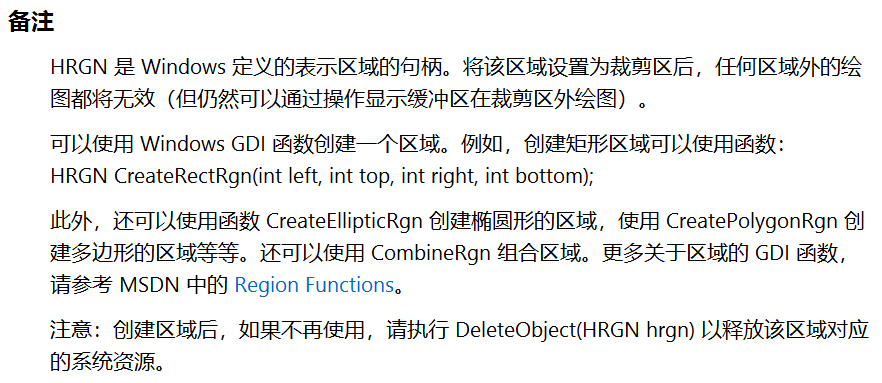 备注
HRGN 是 Windows 定义的表示区域的句柄。将该区域设置为裁剪区后，任何区域外的绘
图都将无效（但仍然可以通过操作显示缓冲区在裁剪区外绘图）。
可以使用 Windows GDI 函数创建一个区域。例如，创建矩形区域可以使用函数：
HRGN CreateRectRgn(int left, int top, int right, int bottom);
此外，还可以使用函数 CreateEllipticRgn 创建椭圆形的区域，使用 CreatePolygonRgn 创
建多边形的区域等等。还可以使用 CombineRgn 组合区域。更多关于区域的 GDI 函数，
请参考 MSDN 中的 Region Functions。
注意：创建区域后，如果不再使用，请执行 DeleteObject(HRGN hrgn) 以释放该区域对应
的系统资源。